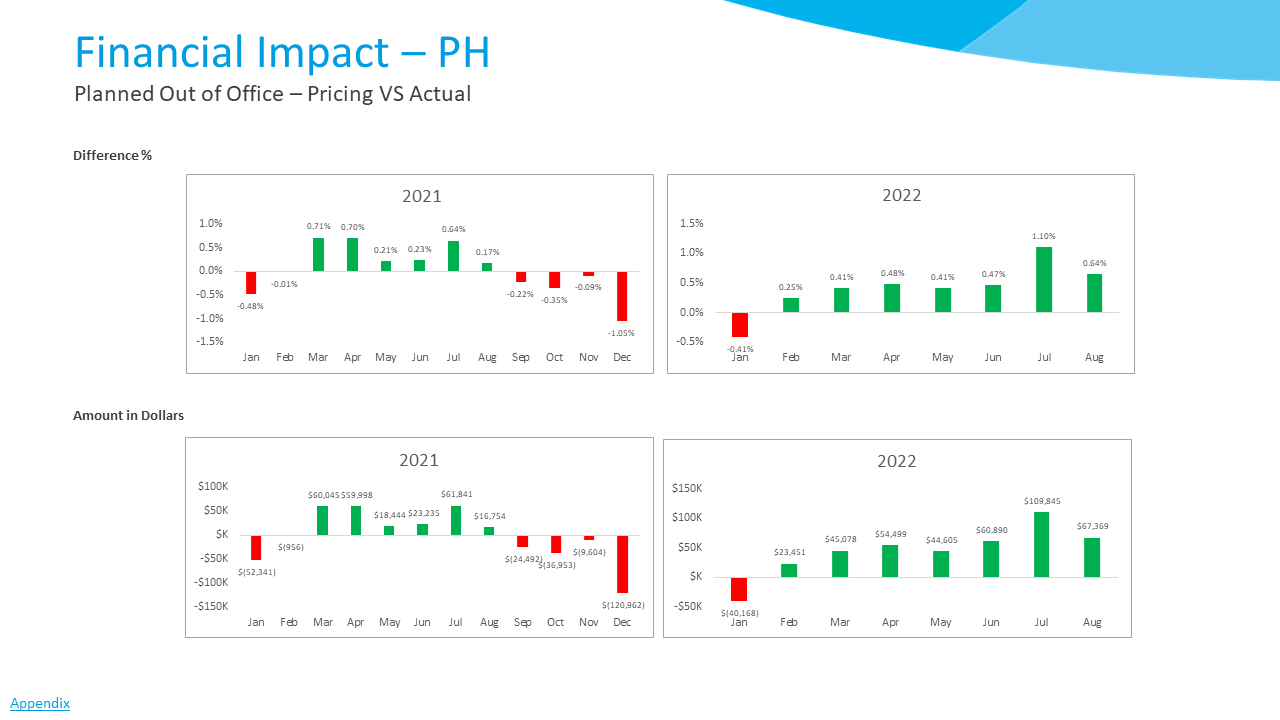 Financial Impact – PH
Planned Out of Office – Pricing VS Actual
Difference %
2021
1.0%
0.5%
0.0%
-0.5%
-1.0%
-1.5%
-0.48%
-0.01%
0.71%
0.70%
0.21%
0.23%
0.64%
0.17%
-0.22%
-0.35%
-0.09%
-1.05%
Jan Feb Mar Apr May Jun Jul Aug Sep Oct Nov Dec
2022
1.5%
1.0%
0.5%
0.0%
-0.5%
-0.41%
0.25%
0.41%
0.48%
0.41%
0.47%
1.10%
0.64%
Jan Feb Mar Apr May Jun Jul Aug
Amount in Dollars
2021
$100K
$50K
$K
-$50K
-$100K
-$150K
$(52,341)
$(956)
$60,045
$59,998
$18,444
$23,235
$61,841
$16,754
$(24,492)
$(36,953)
$(9,604)
$(120,962)
Jan Feb Mar Apr May Jun Jul Aug Sep Oct Nov Dec
2022
$150K
$100K
$50K
$K
-$50K
$(40,168)
$23,451
$45,078
$54,499
$44,605
$60,890
$109,845
$67,369
Jan Feb Mar Apr May Jun Jul Aug
Appendix